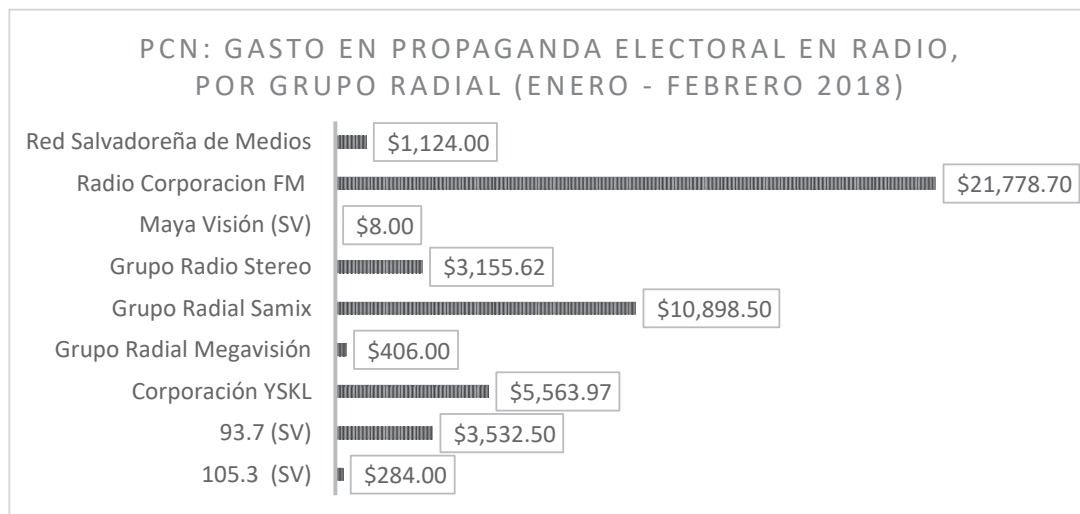 PCN: GASTO EN PROPAGANDA ELECTORAL EN RADIO,
POR GRUPO RADIAL (ENERO - FEBRERO 2018)
Red Salvadoreña de Medios $1,124.00
Radio Corporacion FM $21,778.70
Maya Visión (SV) $8.00
Grupo Radio Stereo $3,155.62
Grupo Radial Samix $10,898.50
Grupo Radial Megavisión $406.00
Corporación YSKL $5,563.97
93.7 (SV) $3,532.50
105.3 (SV) $284.00